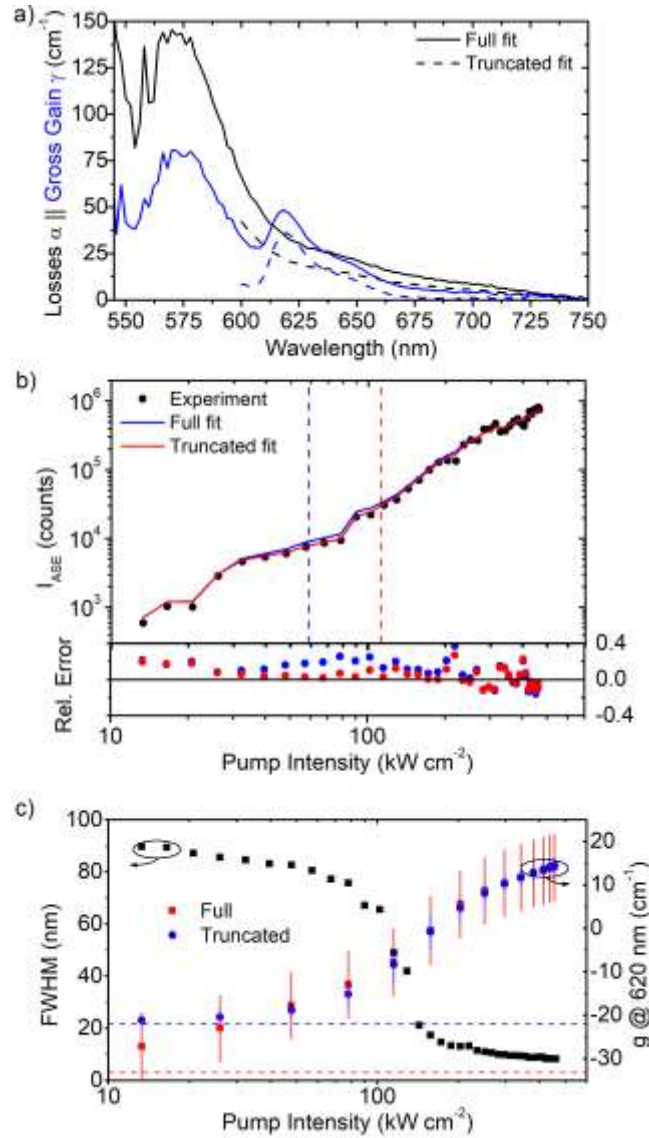 a)
150
125
100
75
50
25
0
Losses α || Gross Gain γ (cm⁻¹)
Full fit
Truncated fit
550 575 600 625 650 675 700 725 750
Wavelength (nm)
b)
10⁶
10⁵
10⁴
10³
I_ASE (counts)
Experiment
Full fit
Truncated fit
Rel. Error
0.4
0.0
-0.4
10 100
Pump Intensity (kW cm⁻²)
c)
100
80
60
40
20
0
FWHM (nm)
Full
Truncated
20
10
0
-10
-20
-30
g @ 620 nm (cm⁻¹)
10 100
Pump Intensity (kW cm⁻²)